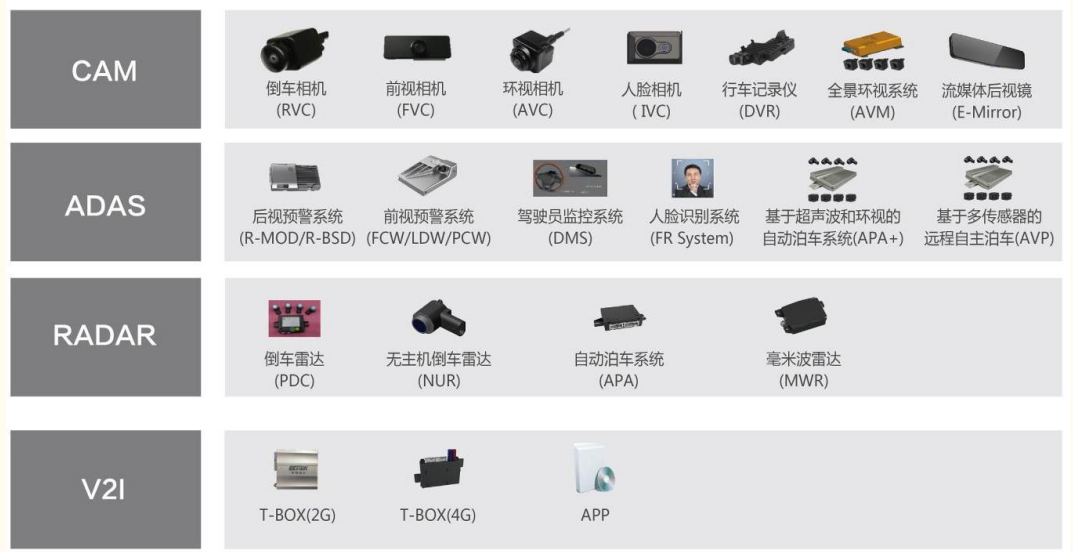 CAM
倒车相机
(RVC)
前视相机
(FVC)
环视相机
(AVC)
人脸相机
( IVC)
行车记录仪
(DVR)
全景环视系统
(AVM)
流媒体后视镜
(E-Mirror)
ADAS
后视预警系统
(R-MOD/R-BSD)
前视预警系统
(FCW/LDW/PCW)
驾驶员监控系统
(DMS)
人脸识别系统
(FR System)
基于超声波和环视的
自动泊车系统(APA+)
基于多传感器的
远程自主泊车(AVP)
RADAR
倒车雷达
(PDC)
无主机倒车雷达
(NUR)
自动泊车系统
(APA)
毫米波雷达
(MWR)
V2I
T-BOX(2G)
T-BOX(4G)
APP